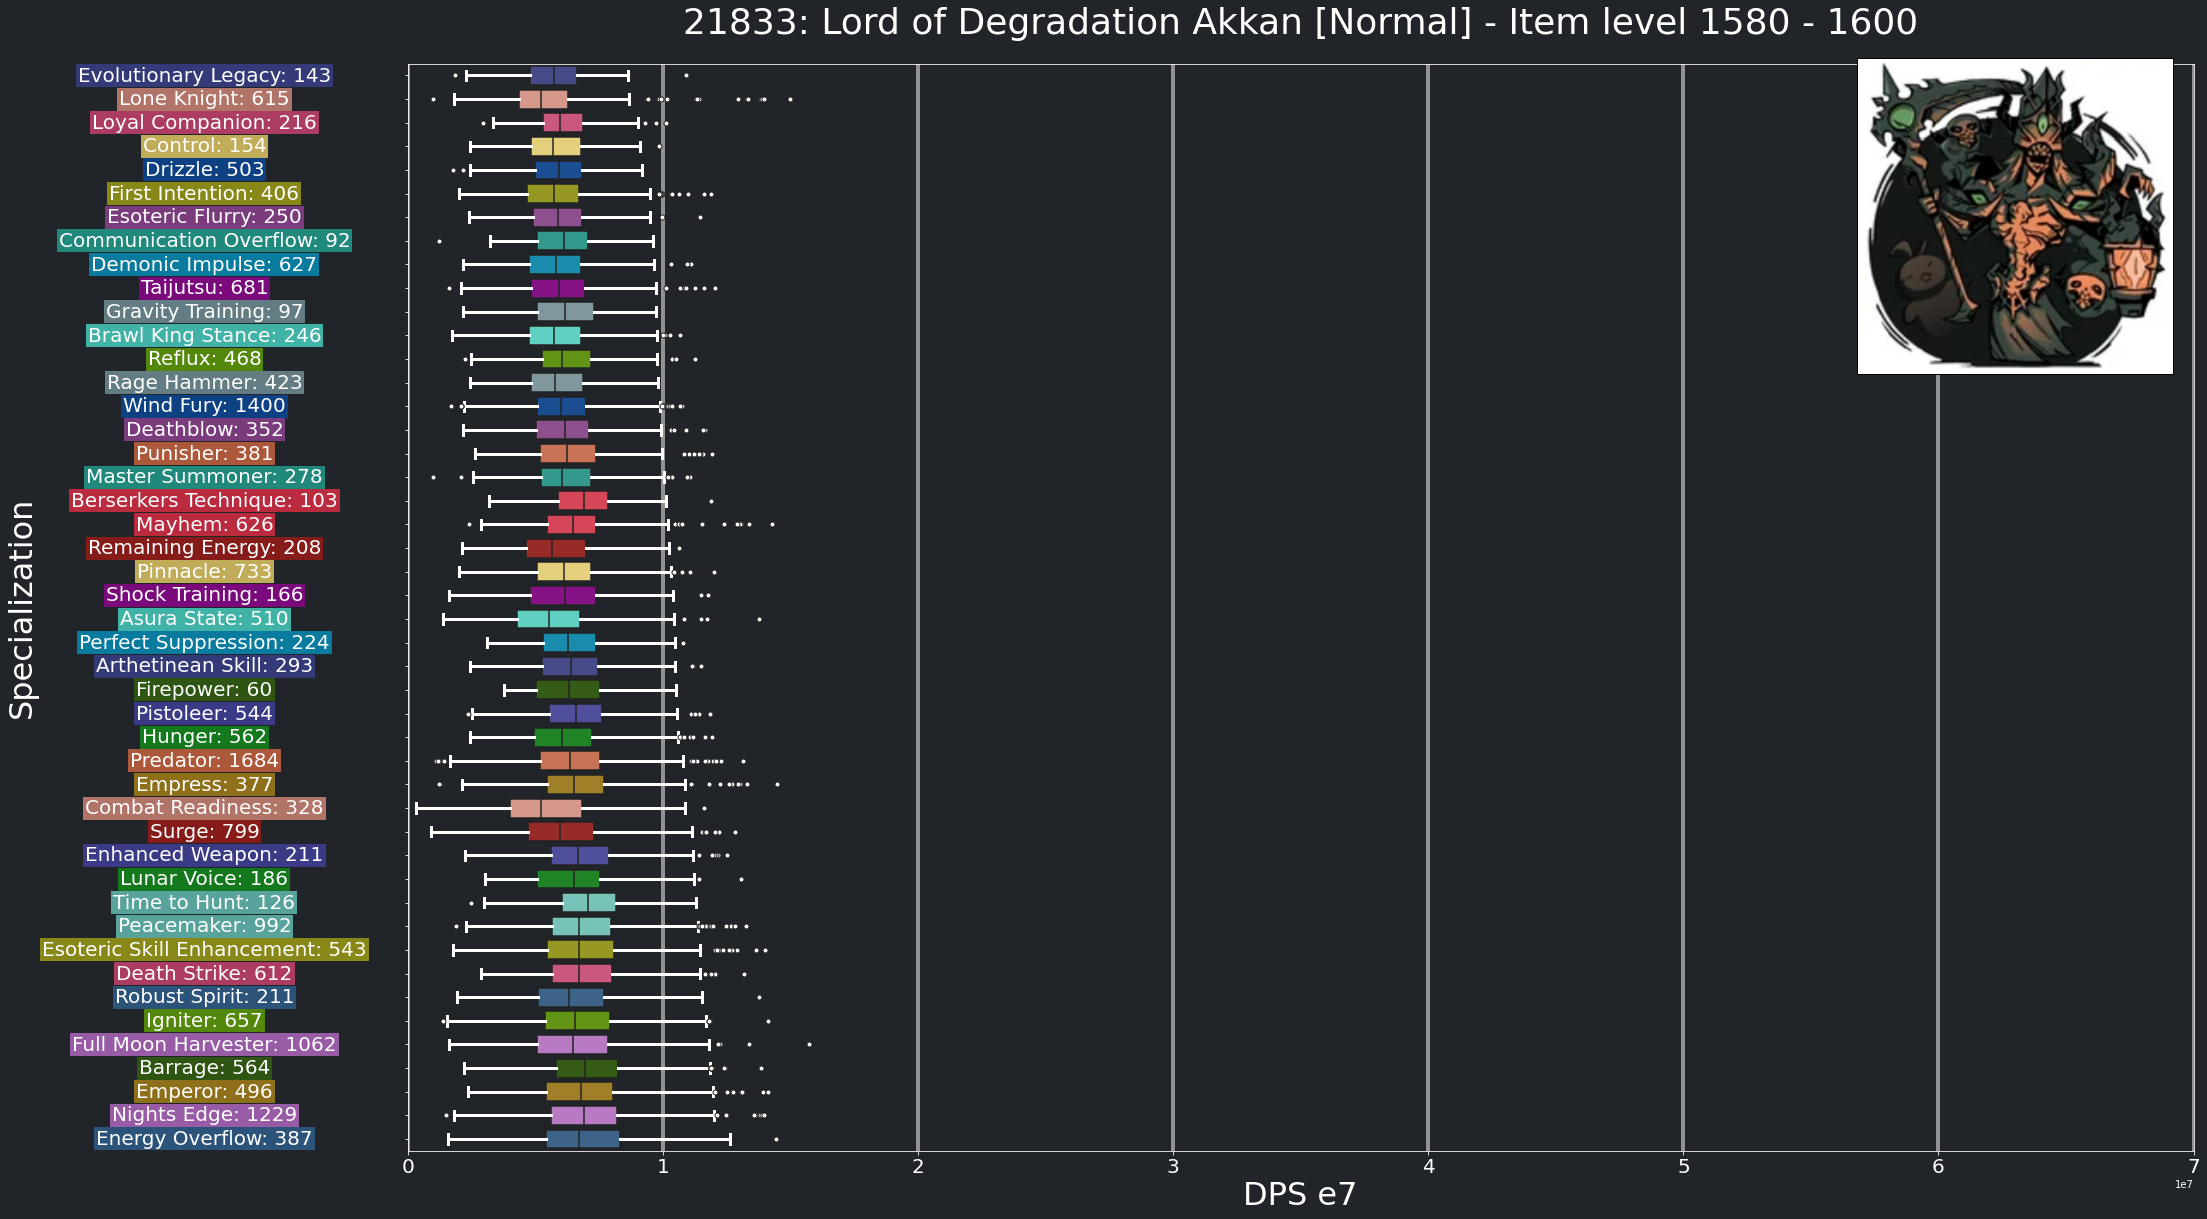 21833: Lord of Degradation Akkan [Normal] - Item level 1580 - 1600
Specialization
Evolutionary Legacy: 143
Lone Knight: 615
Loyal Companion: 216
Control: 154
Drizzle: 503
First Intention: 406
Esoteric Flurry: 250
Communication Overflow: 92
Demonic Impulse: 627
Taijutsu: 681
Gravity Training: 97
Brawl King Stance: 246
Reflux: 468
Rage Hammer: 423
Wind Fury: 1400
Deathblow: 352
Punisher: 381
Master Summoner: 278
Berserkers Technique: 103
Mayhem: 626
Remaining Energy: 208
Pinnacle: 733
Shock Training: 166
Asura State: 510
Perfect Suppression: 224
Arthetinean Skill: 293
Firepower: 60
Pistoleer: 544
Hunger: 562
Predator: 1684
Empress: 377
Combat Readiness: 328
Surge: 799
Enhanced Weapon: 211
Lunar Voice: 186
Time to Hunt: 126
Peacemaker: 992
Esoteric Skill Enhancement: 543
Death Strike: 612
Robust Spirit: 211
Igniter: 657
Full Moon Harvester: 1062
Barrage: 564
Emperor: 496
Nights Edge: 1229
Energy Overflow: 387
0 1 2 3 4 5 6 7
1e7
DPS e7